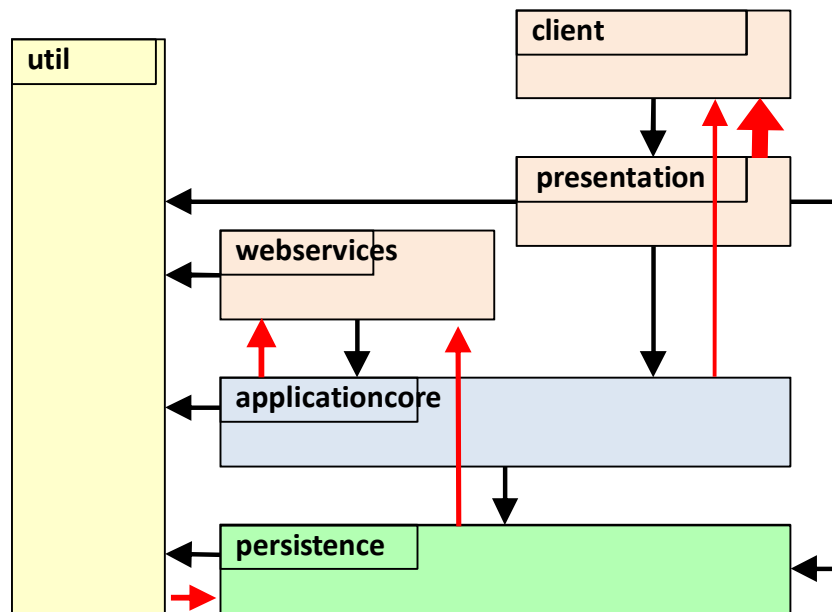 client
util
presentation
webservices
applicationcore
persistence